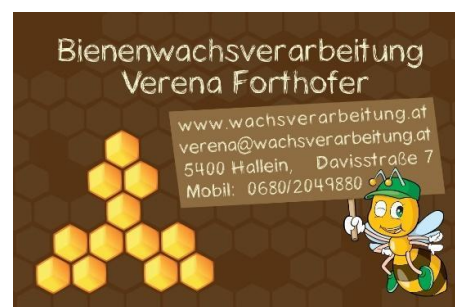 Bienenwachsverarbeitung
Verena Forthofer
www.wachsverarbeitung.at
verena@wachsverarbeitung.at
5400 Hallein, Davisstraße 7
Mobil: 0680/2049880